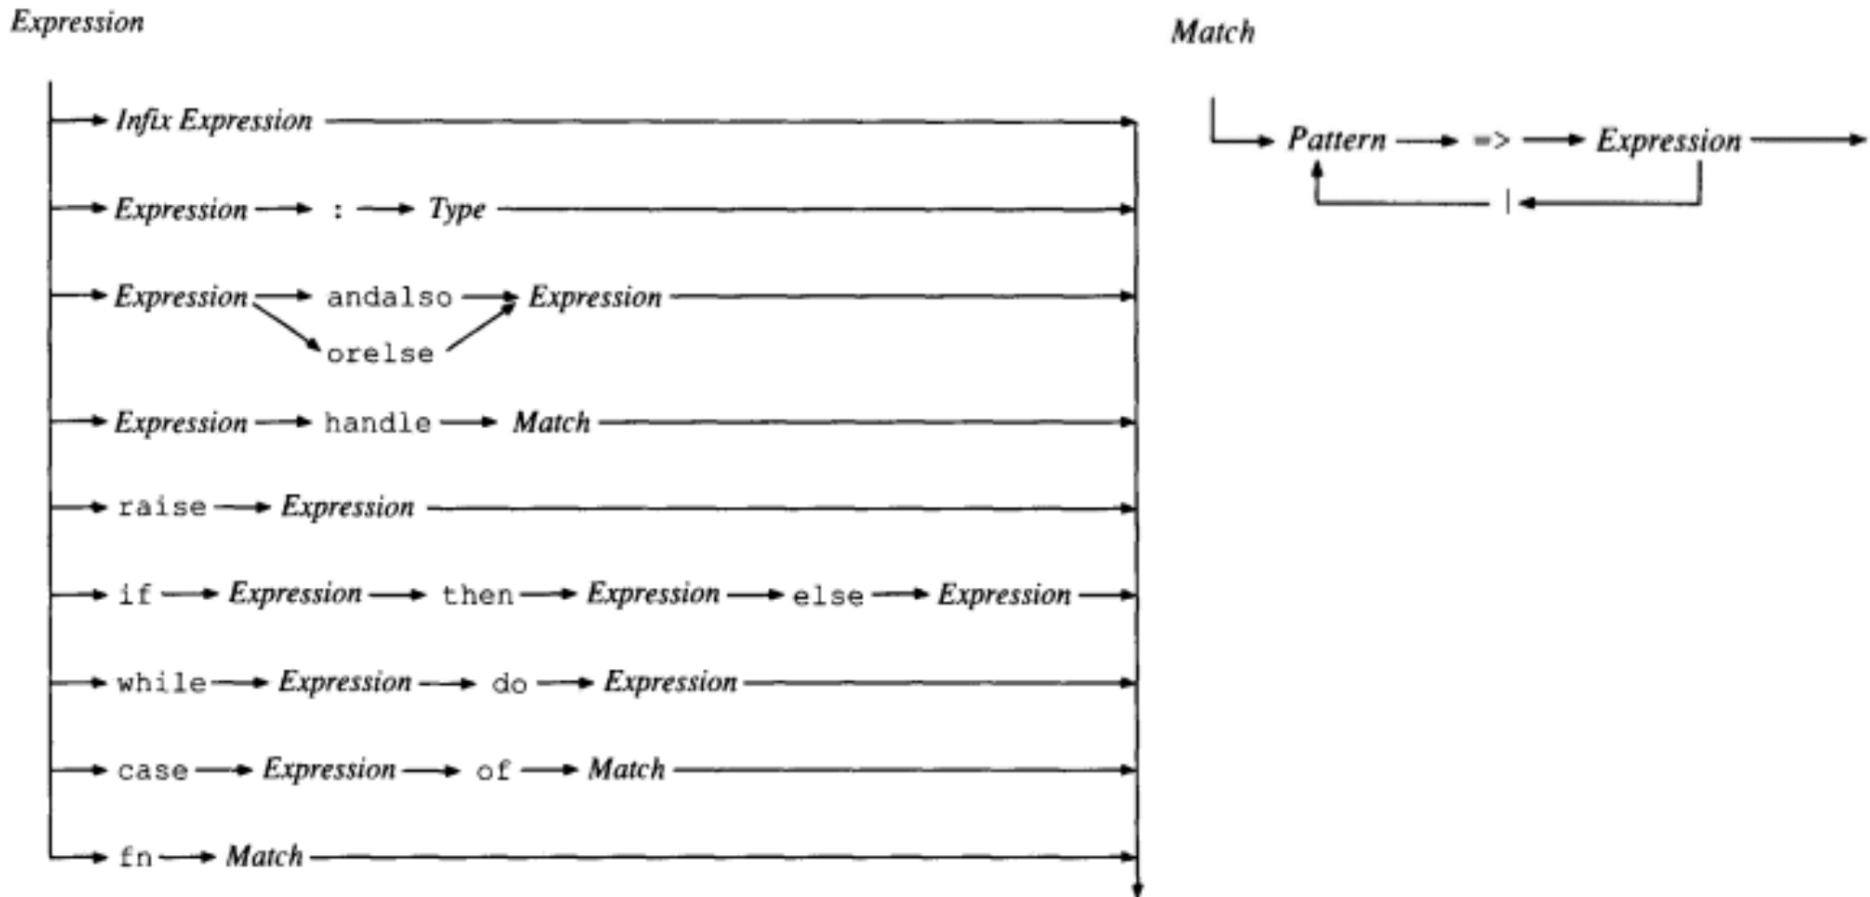 Expression
Infix Expression
Expression : Type
Expression andalso Expression
orelse
Expression handle Match
raise Expression
if Expression then Expression else Expression
while Expression do Expression
case Expression of Match
fn Match
Match
Pattern => Expression
|